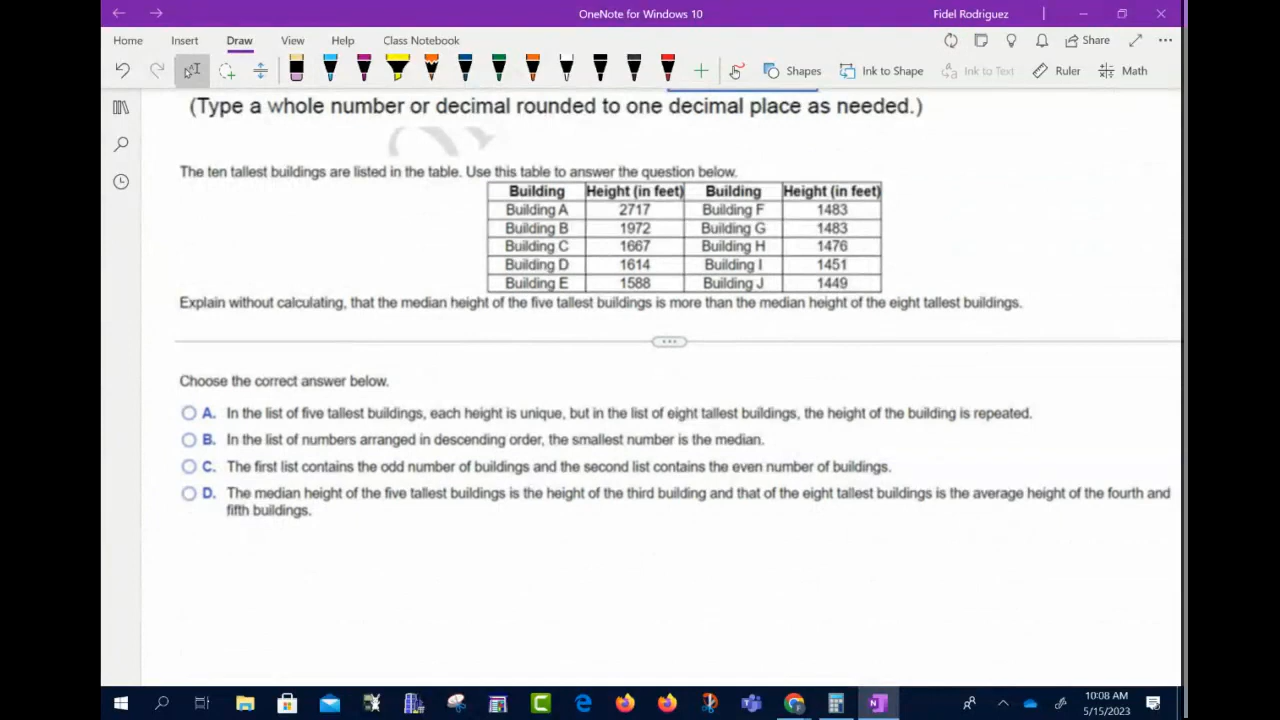 OneNote for Windows 10
Fidel Rodriguez
Home Insert Draw View Help Class Notebook
Share
Shapes Ink to Shape Ink to Text Ruler Math
(Type a whole number or decimal rounded to one decimal place as needed.)
The ten tallest buildings are listed in the table. Use this table to answer the question below.
Building Height (in feet) Building Height (in feet)
Building A 2717 Building F 1483
Building B 1972 Building G 1483
Building C 1667 Building H 1476
Building D 1614 Building I 1451
Building E 1588 Building J 1449
Explain without calculating, that the median height of the five tallest buildings is more than the median height of the eight tallest buildings.
Choose the correct answer below.
A. In the list of five tallest buildings, each height is unique, but in the list of eight tallest buildings, the height of the building is repeated.
B. In the list of numbers arranged in descending order, the smallest number is the median.
C. The first list contains the odd number of buildings and the second list contains the even number of buildings.
D. The median height of the five tallest buildings is the height of the third building and that of the eight tallest buildings is the average height of the fourth and
fifth buildings.
10:08 AM
5/15/2023